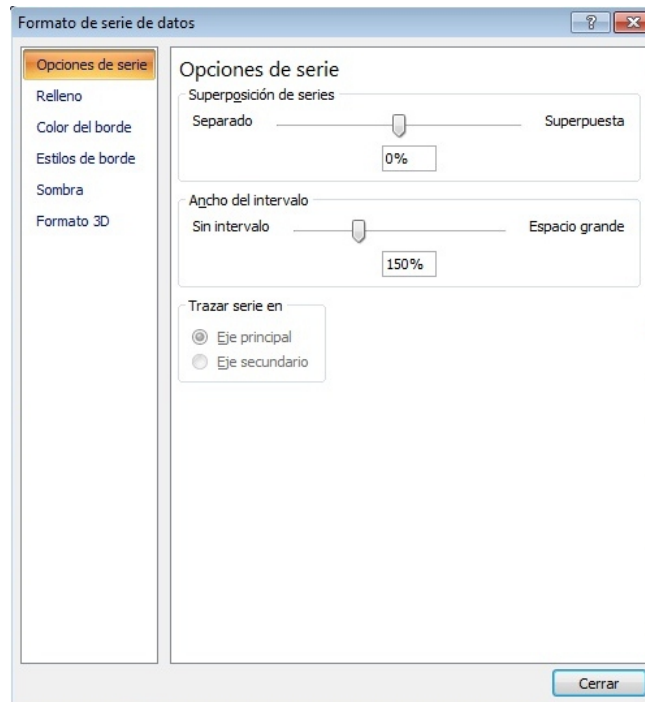 Formato de serie de datos
Opciones de serie
Relleno
Color del borde
Estilos de borde
Sombra
Formato 3D
Opciones de serie
Superposición de series
Separado Superpuesta
0%
Ancho del intervalo
Sin intervalo Espacio grande
150%
Trazar serie en
Eje principal
Eje secundario
Cerrar